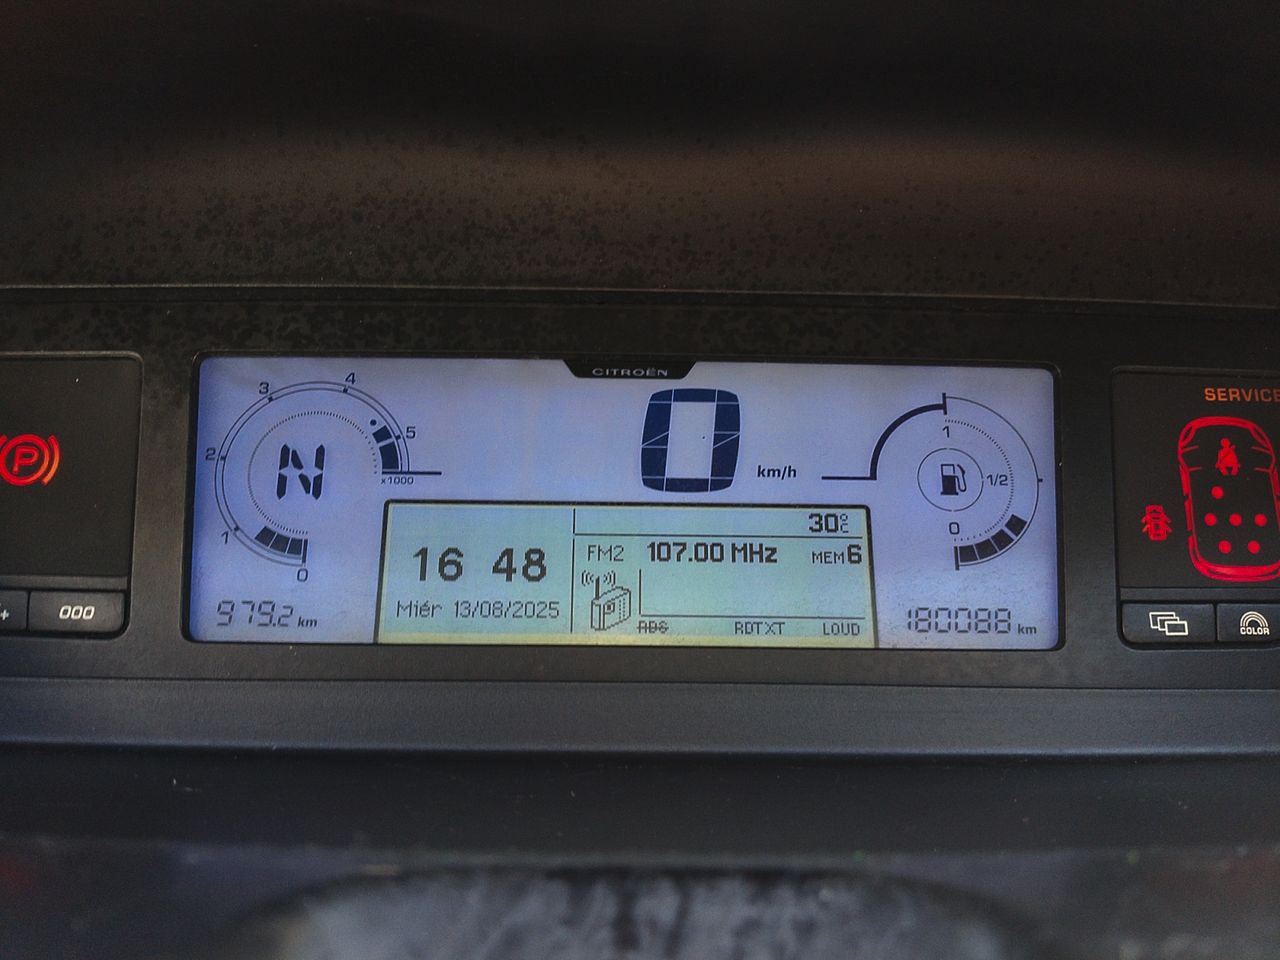 CITROËN
SERVICE
4
3
5
2
x1000
1
0
N
0
km/h
1
1/2
0
30°C
16 48
FM2 107.00 MHz MEM6
Miér 13/08/2025
RDS RDTXT LOUD
979.2 km
180088 km
P
000
COLOR